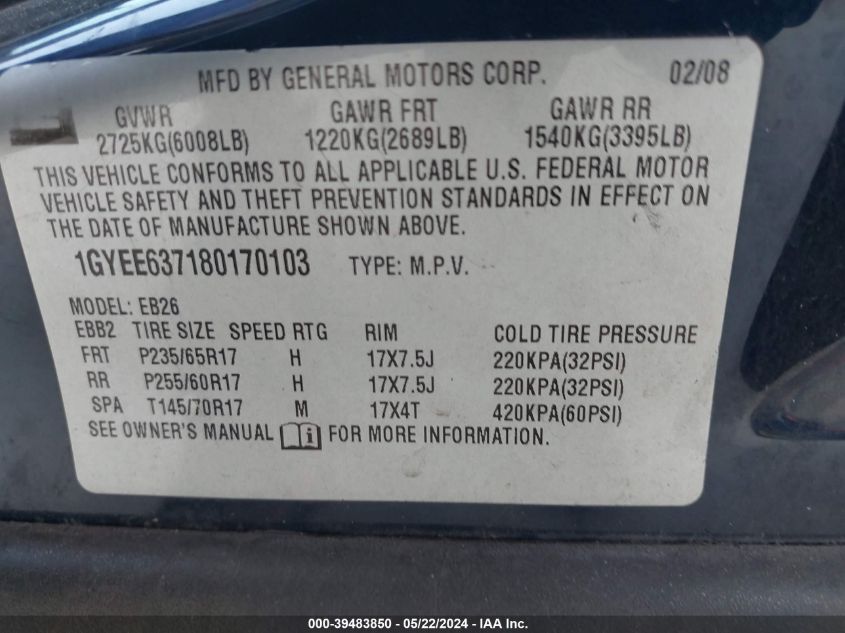 MFD BY GENERAL MOTORS CORP. 02/08
GVWR GAWR FRT GAWR RR
2725KG(6008LB) 1220KG(2689LB) 1540KG(3395LB)
THIS VEHICLE CONFORMS TO ALL APPLICABLE U.S. FEDERAL MOTOR
VEHICLE SAFETY AND THEFT PREVENTION STANDARDS IN EFFECT ON
THE DATE OF MANUFACTURE SHOWN ABOVE.
1GYEE637180170103 TYPE: M.P.V.
MODEL: EB26
EBB2 TIRE SIZE SPEED RTG RIM COLD TIRE PRESSURE
FRT P235/65R17 H 17X7.5J 220KPA(32PSI)
RR P255/60R17 H 17X7.5J 220KPA(32PSI)
SPA T145/70R17 M 17X4T 420KPA(60PSI)
SEE OWNER'S MANUAL i FOR MORE INFORMATION.
000-39483850 - 05/22/2024 - IAA Inc.